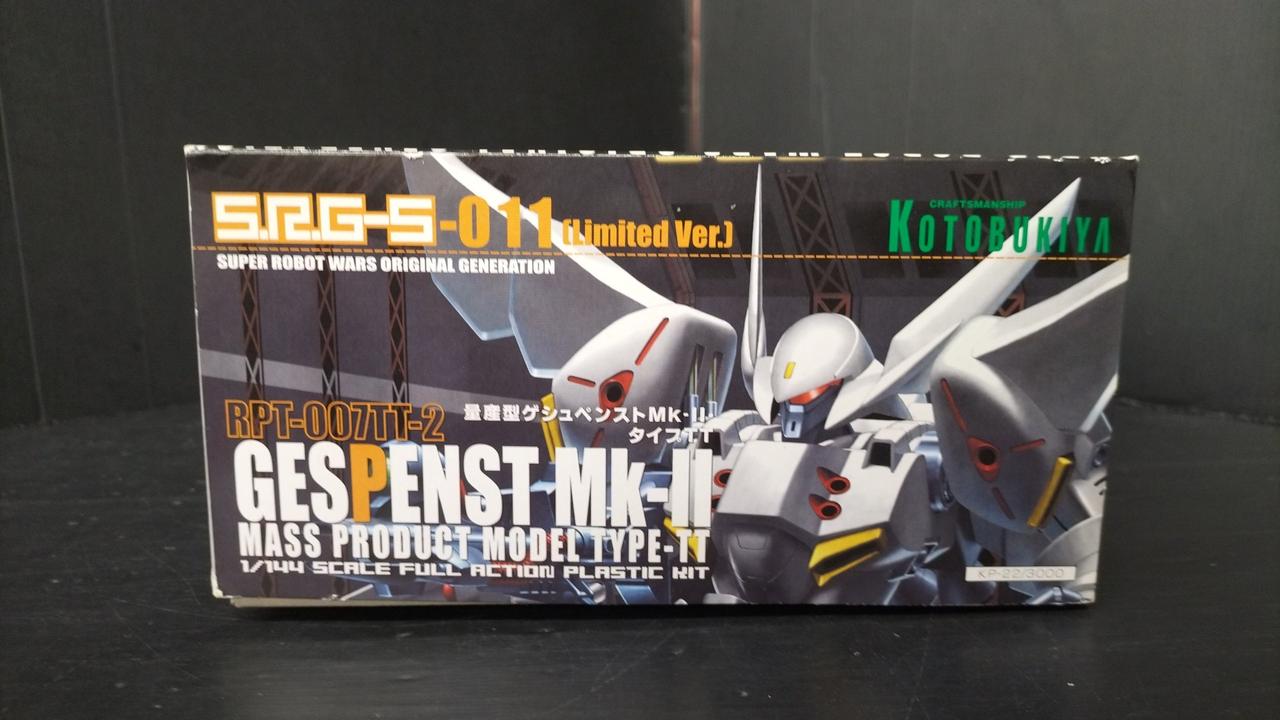 S.R.G-S-011 (Limited Ver.)
SUPER ROBOT WARS ORIGINAL GENERATION
CRAFTSMANSHIP
KOTOBUKIYA
RPT-007TT-2
量産型ゲシュペンストMk-II-
タイプTT
GESPENST Mk-II
MASS PRODUCT MODEL TYPE-TT
1/144 SCALE FULL ACTION PLASTIC KIT
KP-22/3000